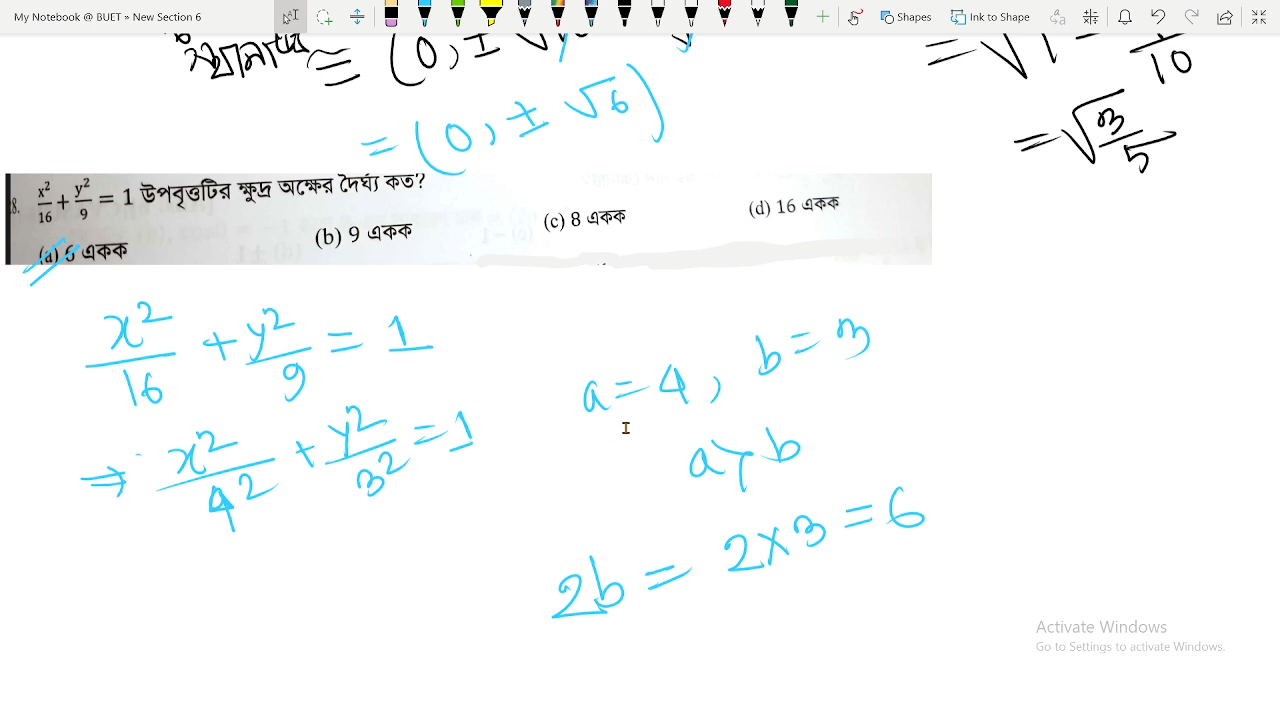 My Notebook @ BUET » New Section 6
Shapes
Ink to Shape
= (0, ± √6)
= √3/5
10
8. x²/16 + y²/9 = 1 উপবৃত্তটির ক্ষুদ্র অক্ষের দৈর্ঘ্য কত?
(a) 6 একক (b) 9 একক (c) 8 একক (d) 16 একক
x²/16 + y²/9 = 1
⇒ x²/4² + y²/3² = 1
a = 4, b = 3
a > b
2b = 2×3 = 6
Activate Windows
Go to Settings to activate Windows.